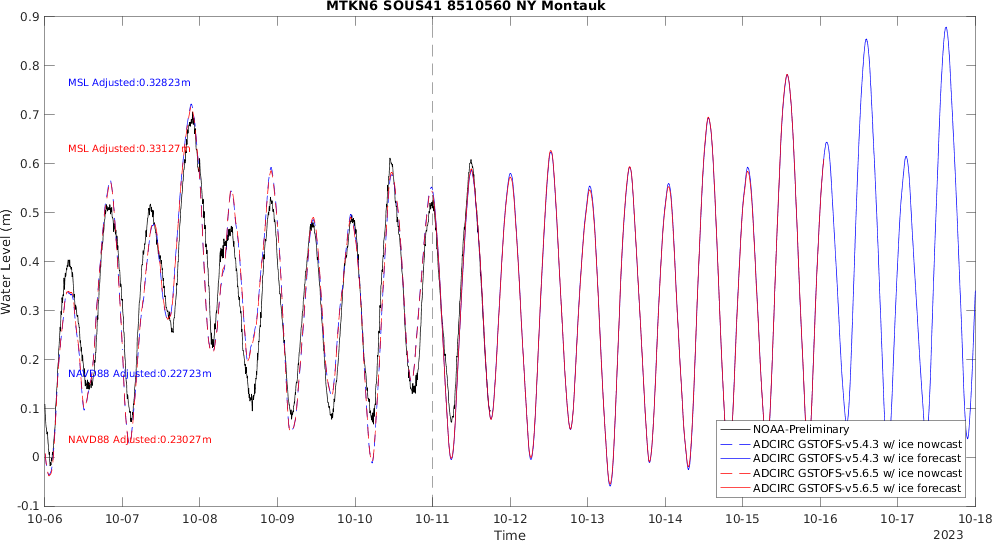 MTKN6 SOUS41 8510560 NY Montauk
0.9
0.8
0.7
0.6
0.5
0.4
0.3
0.2
0.1
0
-0.1
Water Level (m)
MSL Adjusted:0.32823m
MSL Adjusted:0.33127m
NAVD88 Adjusted:0.22723m
NAVD88 Adjusted:0.23027m
NOAA-Preliminary
ADCIRC GSTOFS-v5.4.3 w/ ice nowcast
ADCIRC GSTOFS-v5.4.3 w/ ice forecast
ADCIRC GSTOFS-v5.6.5 w/ ice nowcast
ADCIRC GSTOFS-v5.6.5 w/ ice forecast
10-06 10-07 10-08 10-09 10-10 10-11 10-12 10-13 10-14 10-15 10-16 10-17 10-18
Time
2023